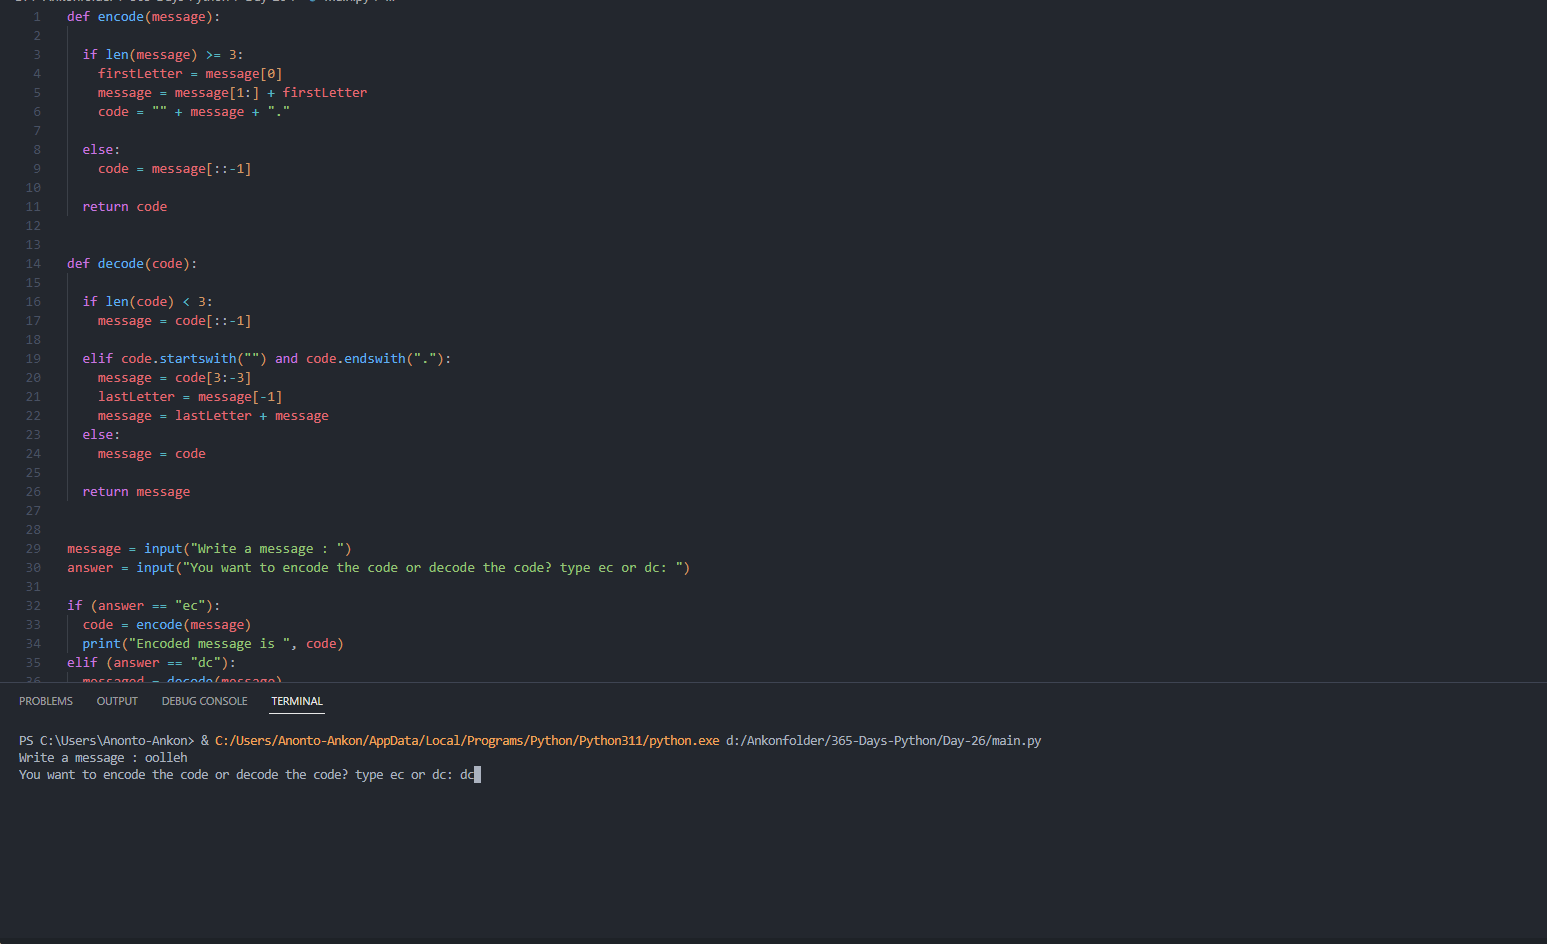 1 def encode(message):
2
3 if len(message) >= 3:
4 firstLetter = message[0]
5 message = message[1:] + firstLetter
6 code = "" + message + "."
7
8 else:
9 code = message[::-1]
10
11 return code
12
13
14 def decode(code):
15
16 if len(code) < 3:
17 message = code[::-1]
18
19 elif code.startswith("") and code.endswith("."):
20 message = code[3:-3]
21 lastLetter = message[-1]
22 message = lastLetter + message
23 else:
24 message = code
25
26 return message
27
28
29 message = input("Write a message : ")
30 answer = input("You want to encode the code or decode the code? type ec or dc: ")
31
32 if (answer == "ec"):
33 code = encode(message)
34 print("Encoded message is ", code)
35 elif (answer == "dc"):
36 messaged = decode(message)
PROBLEMS OUTPUT DEBUG CONSOLE TERMINAL
PS C:\Users\Anonto-Ankon> & C:/Users/Anonto-Ankon/AppData/Local/Programs/Python/Python311/python.exe d:/Ankonfolder/365-Days-Python/Day-26/main.py
Write a message : oolleh
You want to encode the code or decode the code? type ec or dc: dc